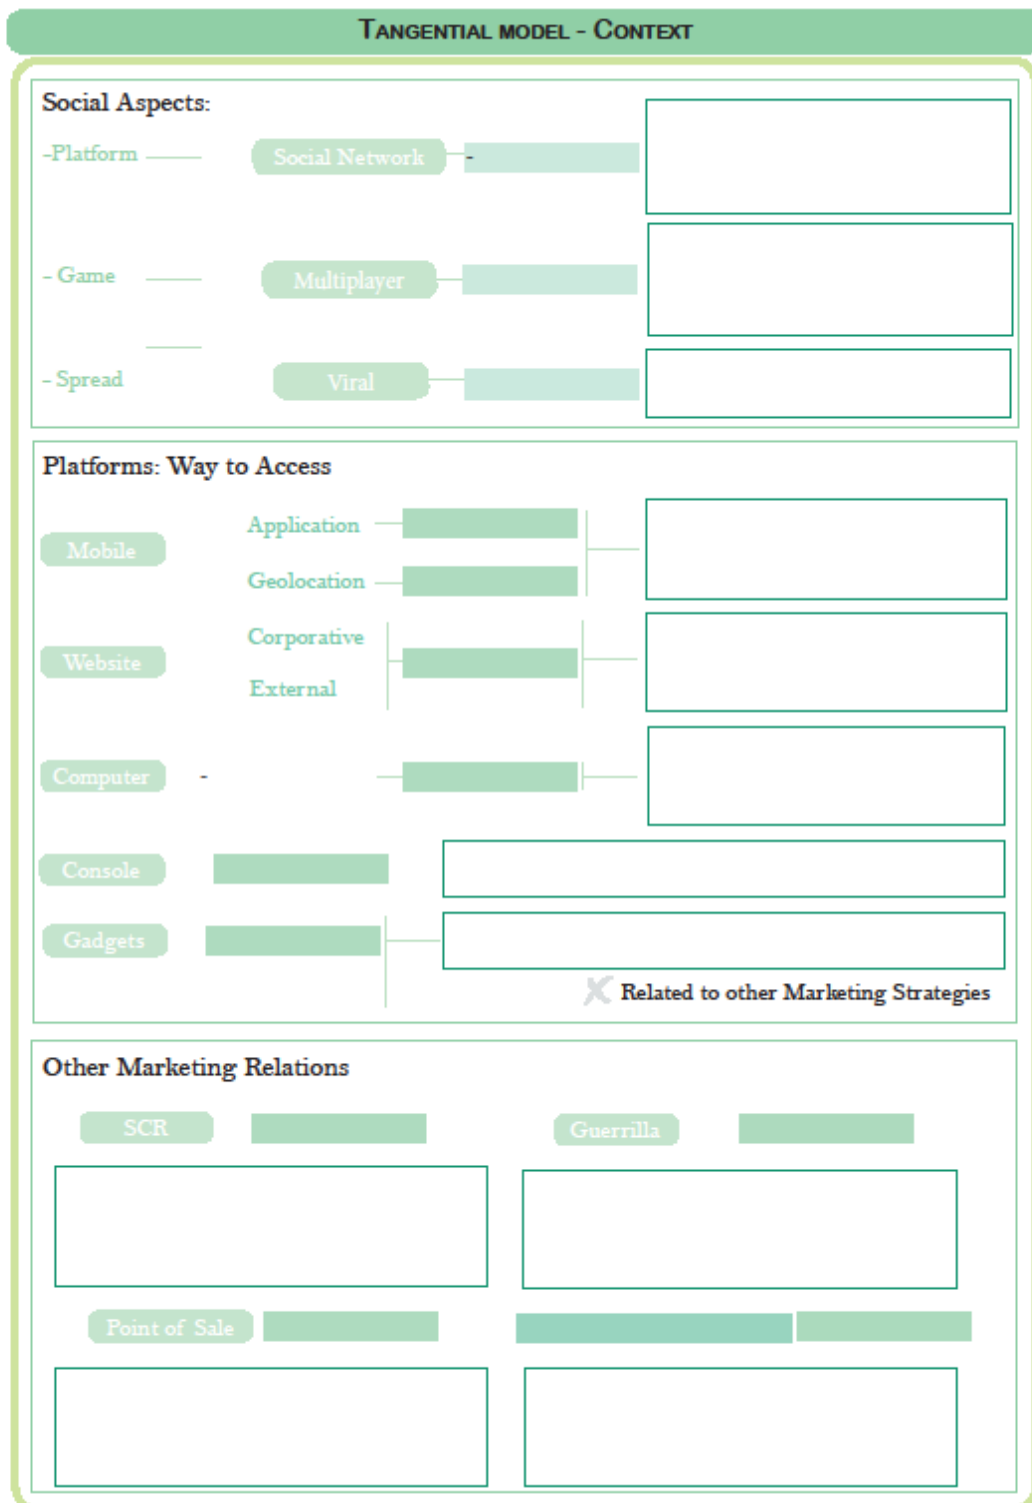 TANGENTIAL MODEL - CONTEXT
Social Aspects:
-Platform Social Network -
- Game Multiplayer
- Spread Viral
Platforms: Way to Access
Mobile Application
Geolocation
Website Corporative
External
Computer -
Console
Gadgets
Related to other Marketing Strategies
Other Marketing Relations
SCR Guerrilla
Point of Sale